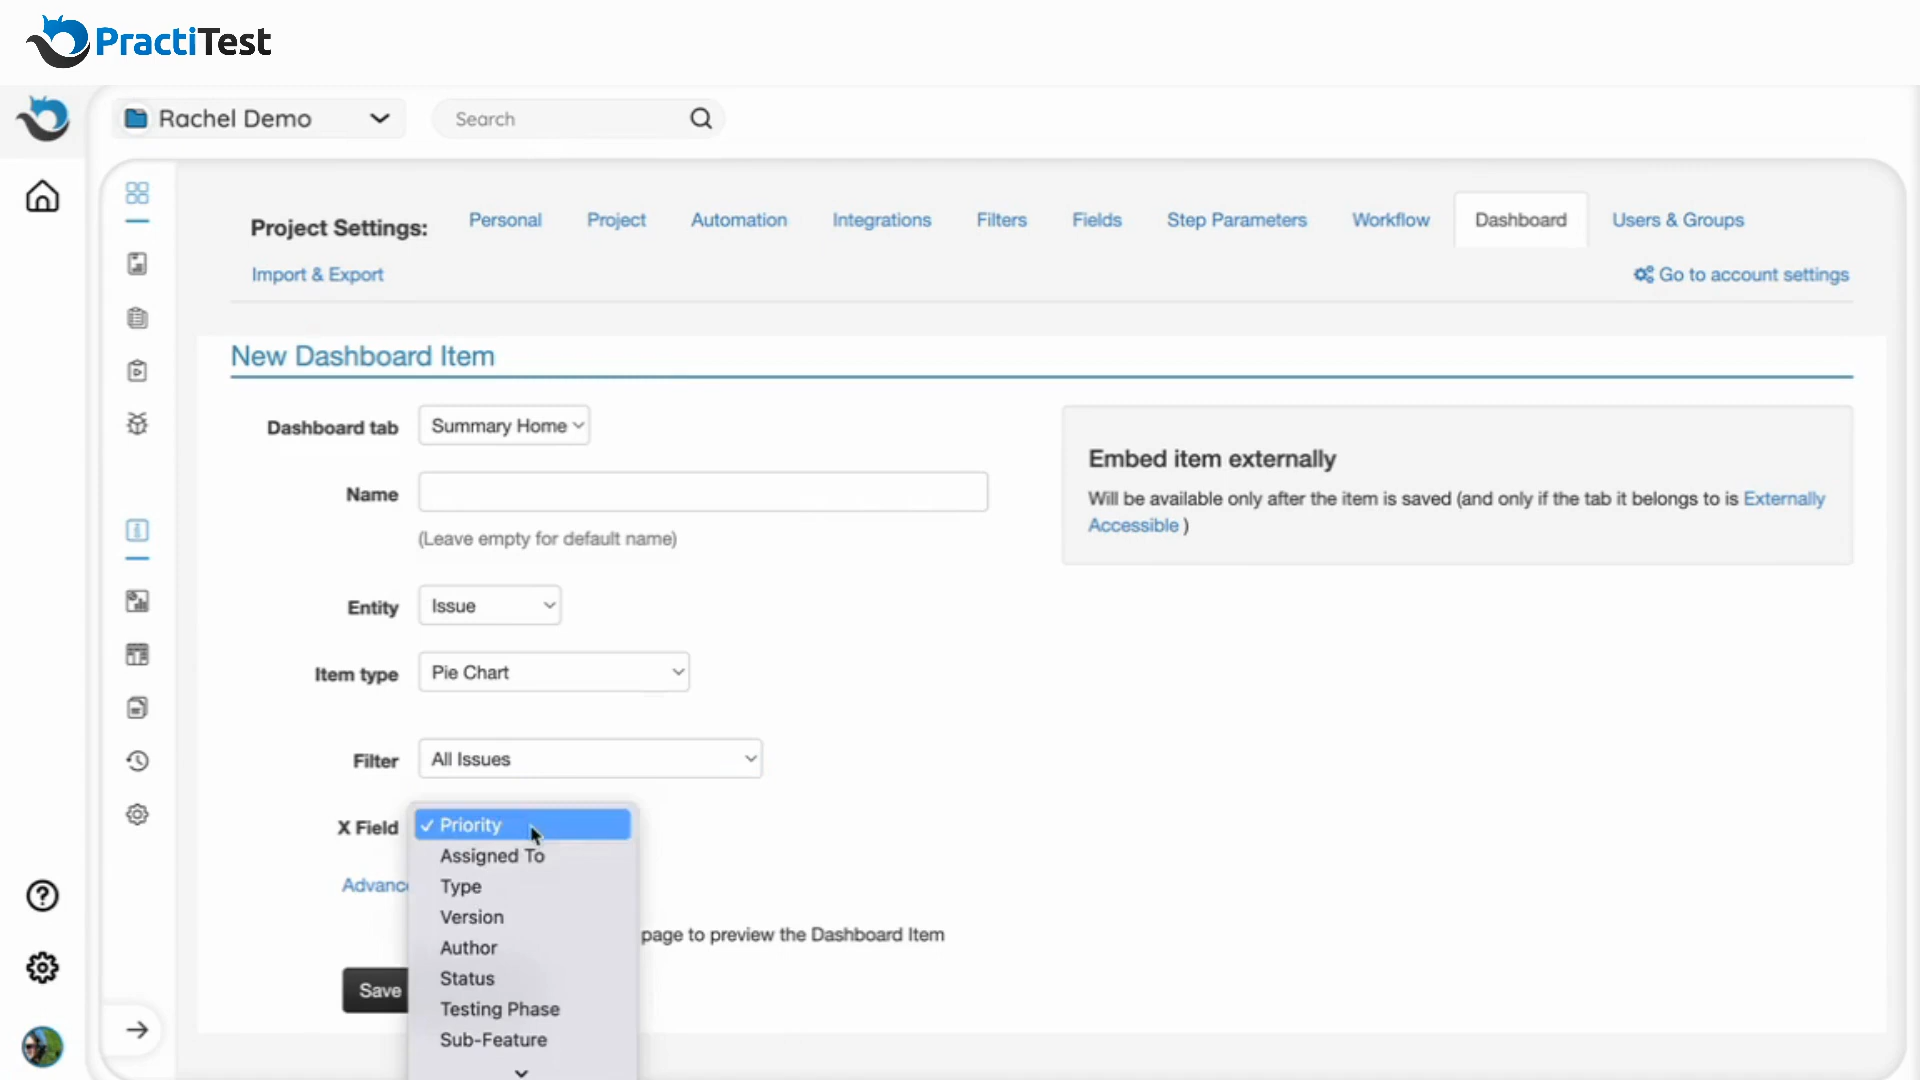 PractiTest
Rachel Demo
Search
Project Settings:
Personal
Project
Automation
Integrations
Filters
Fields
Step Parameters
Workflow
Dashboard
Users & Groups
Import & Export
Go to account settings
New Dashboard Item
Dashboard tab
Summary Home
Name
(Leave empty for default name)
Entity
Issue
Item type
Pie Chart
Filter
All Issues
X Field
Priority
Assigned To
Type
Version
Author
Status
Testing Phase
Sub-Feature
page to preview the Dashboard Item
Save
Embed item externally
Will be available only after the item is saved (and only if the tab it belongs to is Externally
Accessible )